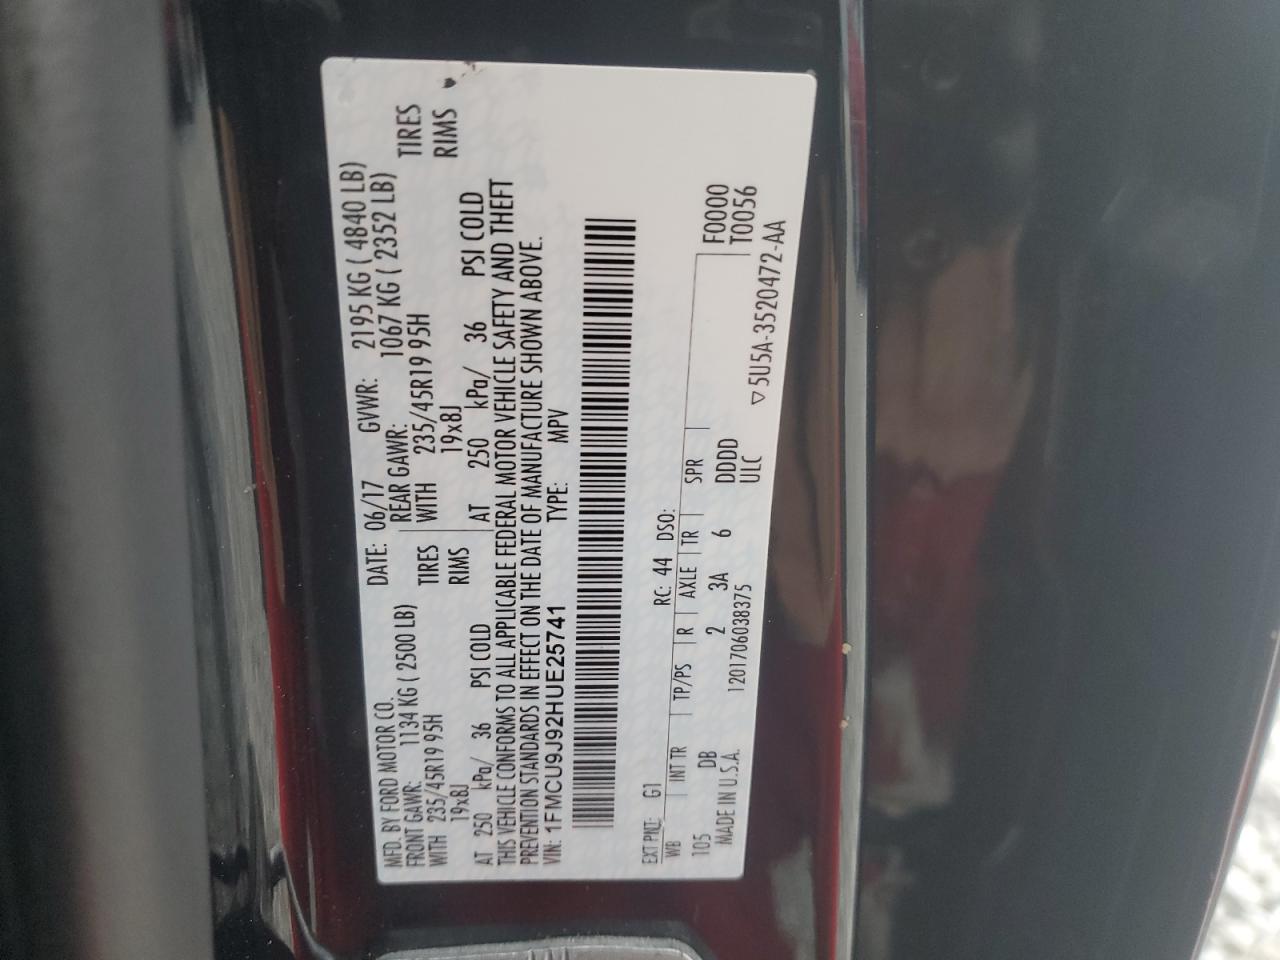 MFD. BY FORD MOTOR CO. DATE: 06/17 GVWR: 2195 KG ( 4840 LB)
FRONT GAWR: 1134 KG ( 2500 LB) REAR GAWR: 1067 KG ( 2352 LB)
WITH 235/45R19 95H TIRES WITH 235/45R19 95H TIRES
19x8J RIMS 19x8J RIMS
AT 250 kPa/ 36 PSI COLD AT 250 kPa/ 36 PSI COLD
THIS VEHICLE CONFORMS TO ALL APPLICABLE FEDERAL MOTOR VEHICLE SAFETY AND THEFT
PREVENTION STANDARDS IN EFFECT ON THE DATE OF MANUFACTURE SHOWN ABOVE.
VIN: 1FMCU9J92HUE25741 TYPE: MPV
EXT PNT: G1 RC: 44 DSO:
WB INT TR TP/PS R AXLE TR SPR F0000
105 DB 2 3A 6 DDDD T0056
MADE IN U.S.A. 1201706038375 ULC
▽ 5U5A-3520472-AA